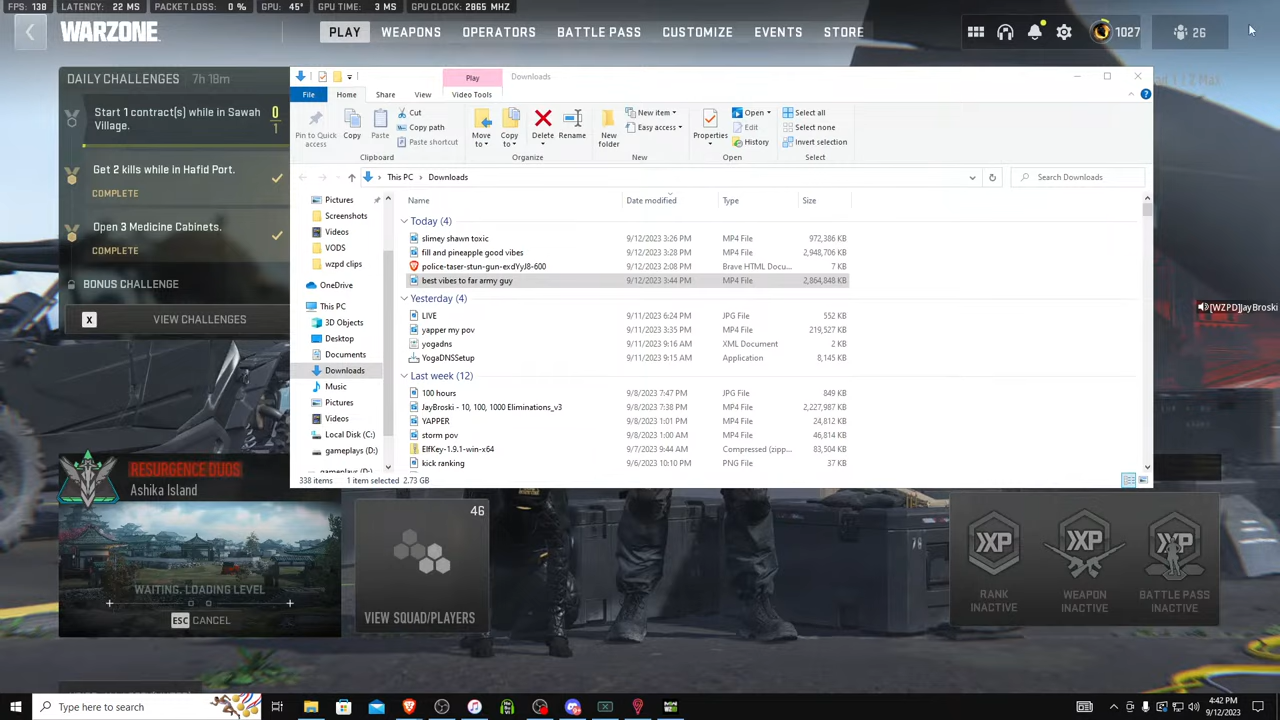 FPS: 138 LATENCY: 22 MS PACKET LOSS: 0 % GPU: 45° GPU TIME: 3 MS GPU CLOCK: 2865 MHZ
WARZONE PLAY WEAPONS OPERATORS BATTLE PASS CUSTOMIZE EVENTS STORE 1027 26
DAILY CHALLENGES 7h 18m
Start 1 contract(s) while in Sawah Village. 0/1
Get 2 kills while in Hafid Port.
COMPLETE
Open 3 Medicine Cabinets.
COMPLETE
BONUS CHALLENGE
X VIEW CHALLENGES
Play Downloads
File Home Share View Video Tools
Pin to Quick access
Copy
Paste
Cut
Copy path
Paste shortcut
Clipboard
Move to
Copy to
Delete
Rename
Organize
New folder
New item
Easy access
New
Properties
Open
Edit
History
Open
Select all
Select none
Invert selection
Select
This PC > Downloads
Search Downloads
Pictures
Screenshots
Videos
VODS
wzpd clips
OneDrive
This PC
3D Objects
Desktop
Documents
Downloads
Music
Pictures
Videos
Local Disk (C:)
gameplays (D:)
gameplays (D:)
Name Date modified Type Size
Today (4)
slimey shawn toxic 9/12/2023 3:26 PM MP4 File 972,386 KB
fill and pineapple good vibes 9/12/2023 3:28 PM MP4 File 2,948,706 KB
police-taser-stun-gun-exdYyJ8-600 9/12/2023 2:08 PM Brave HTML Docu... 7 KB
best vibes to far army guy 9/12/2023 3:44 PM MP4 File 2,864,848 KB
Yesterday (4)
LIVE 9/11/2023 6:24 PM JPG File 552 KB
yapper my pov 9/11/2023 3:35 PM MP4 File 219,527 KB
yogadns 9/11/2023 9:16 AM XML Document 2 KB
YogaDNSSetup 9/11/2023 9:15 AM Application 8,145 KB
Last week (12)
100 hours 9/8/2023 7:47 PM JPG File 849 KB
JayBroski - 10, 100, 1000 Eliminations_v3 9/8/2023 7:38 PM MP4 File 2,227,987 KB
YAPPER 9/8/2023 1:01 PM MP4 File 24,812 KB
storm pov 9/8/2023 1:00 AM MP4 File 46,814 KB
ElfKey-1.9.1-win-x64 9/7/2023 9:44 AM Compressed (zipp... 83,504 KB
kick ranking 9/6/2023 10:10 PM PNG File 37 KB
338 items 1 item selected 2.73 GB
[WZPD]JayBroski
RESURGENCE DUOS
Ashika Island
WAITING. LOADING LEVEL
ESC CANCEL
46
VIEW SQUAD/PLAYERS
XP XP XP
RANK INACTIVE
WEAPON INACTIVE
BATTLE PASS INACTIVE
Type here to search
4:42 PM
9/12/2023